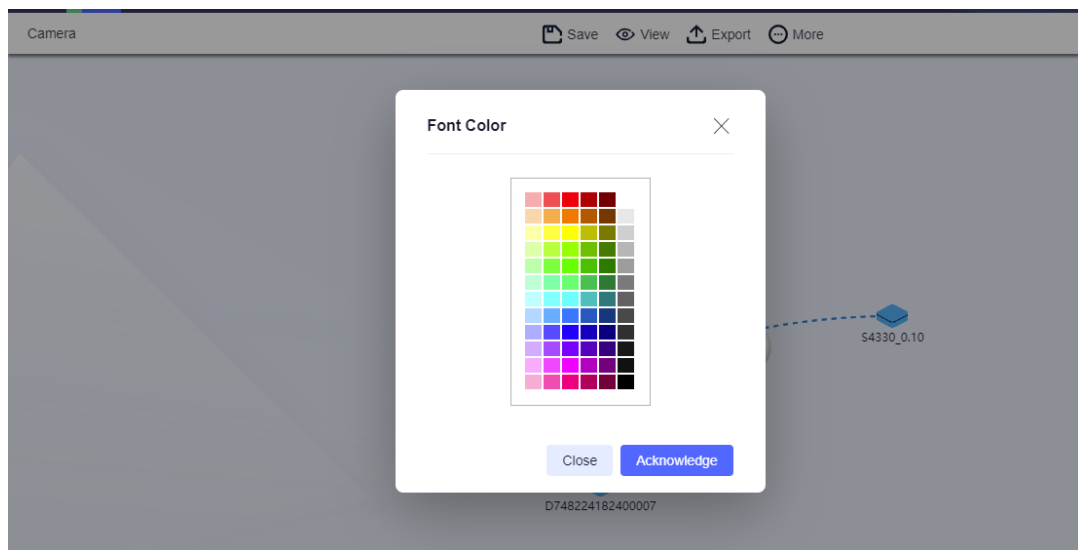 Camera
Save View Export More
Font Color
S4330_0.10
Close Acknowledge
D748224182400007